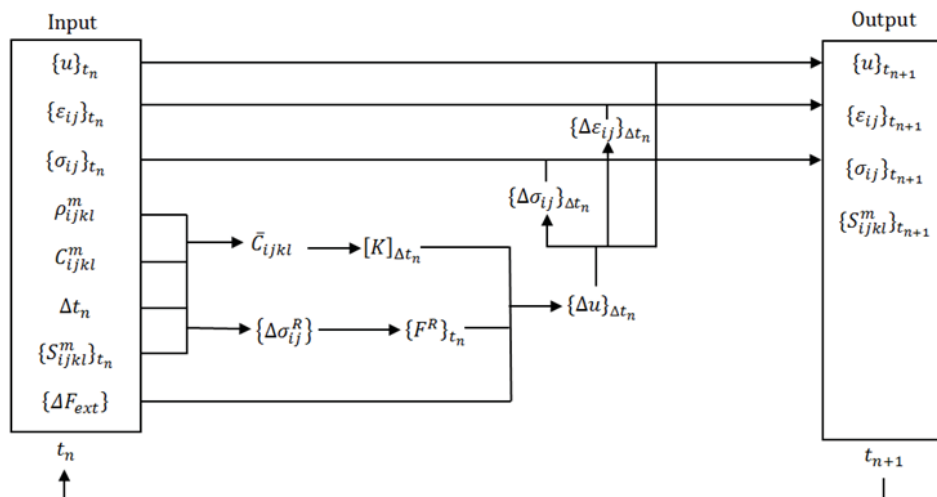 Input
Output
{u}_{t_n}
{u}_{t_{n+1}}
{ε_{ij}}_{t_n}
{Δε_{ij}}_{Δt_n}
{ε_{ij}}_{t_{n+1}}
{σ_{ij}}_{t_n}
{σ_{ij}}_{t_{n+1}}
{Δσ_{ij}}_{Δt_n}
ρ^m_{ijkl}
{S^m_{ijkl}}_{t_{n+1}}
C̄_{ijkl}
[K]_{Δt_n}
C^m_{ijkl}
Δt_n
{Δu}_{Δt_n}
{Δσ^R_{ij}}
{F^R}_{t_n}
{S^m_{ijkl}}_{t_n}
{ΔF_{ext}}
t_n
t_{n+1}